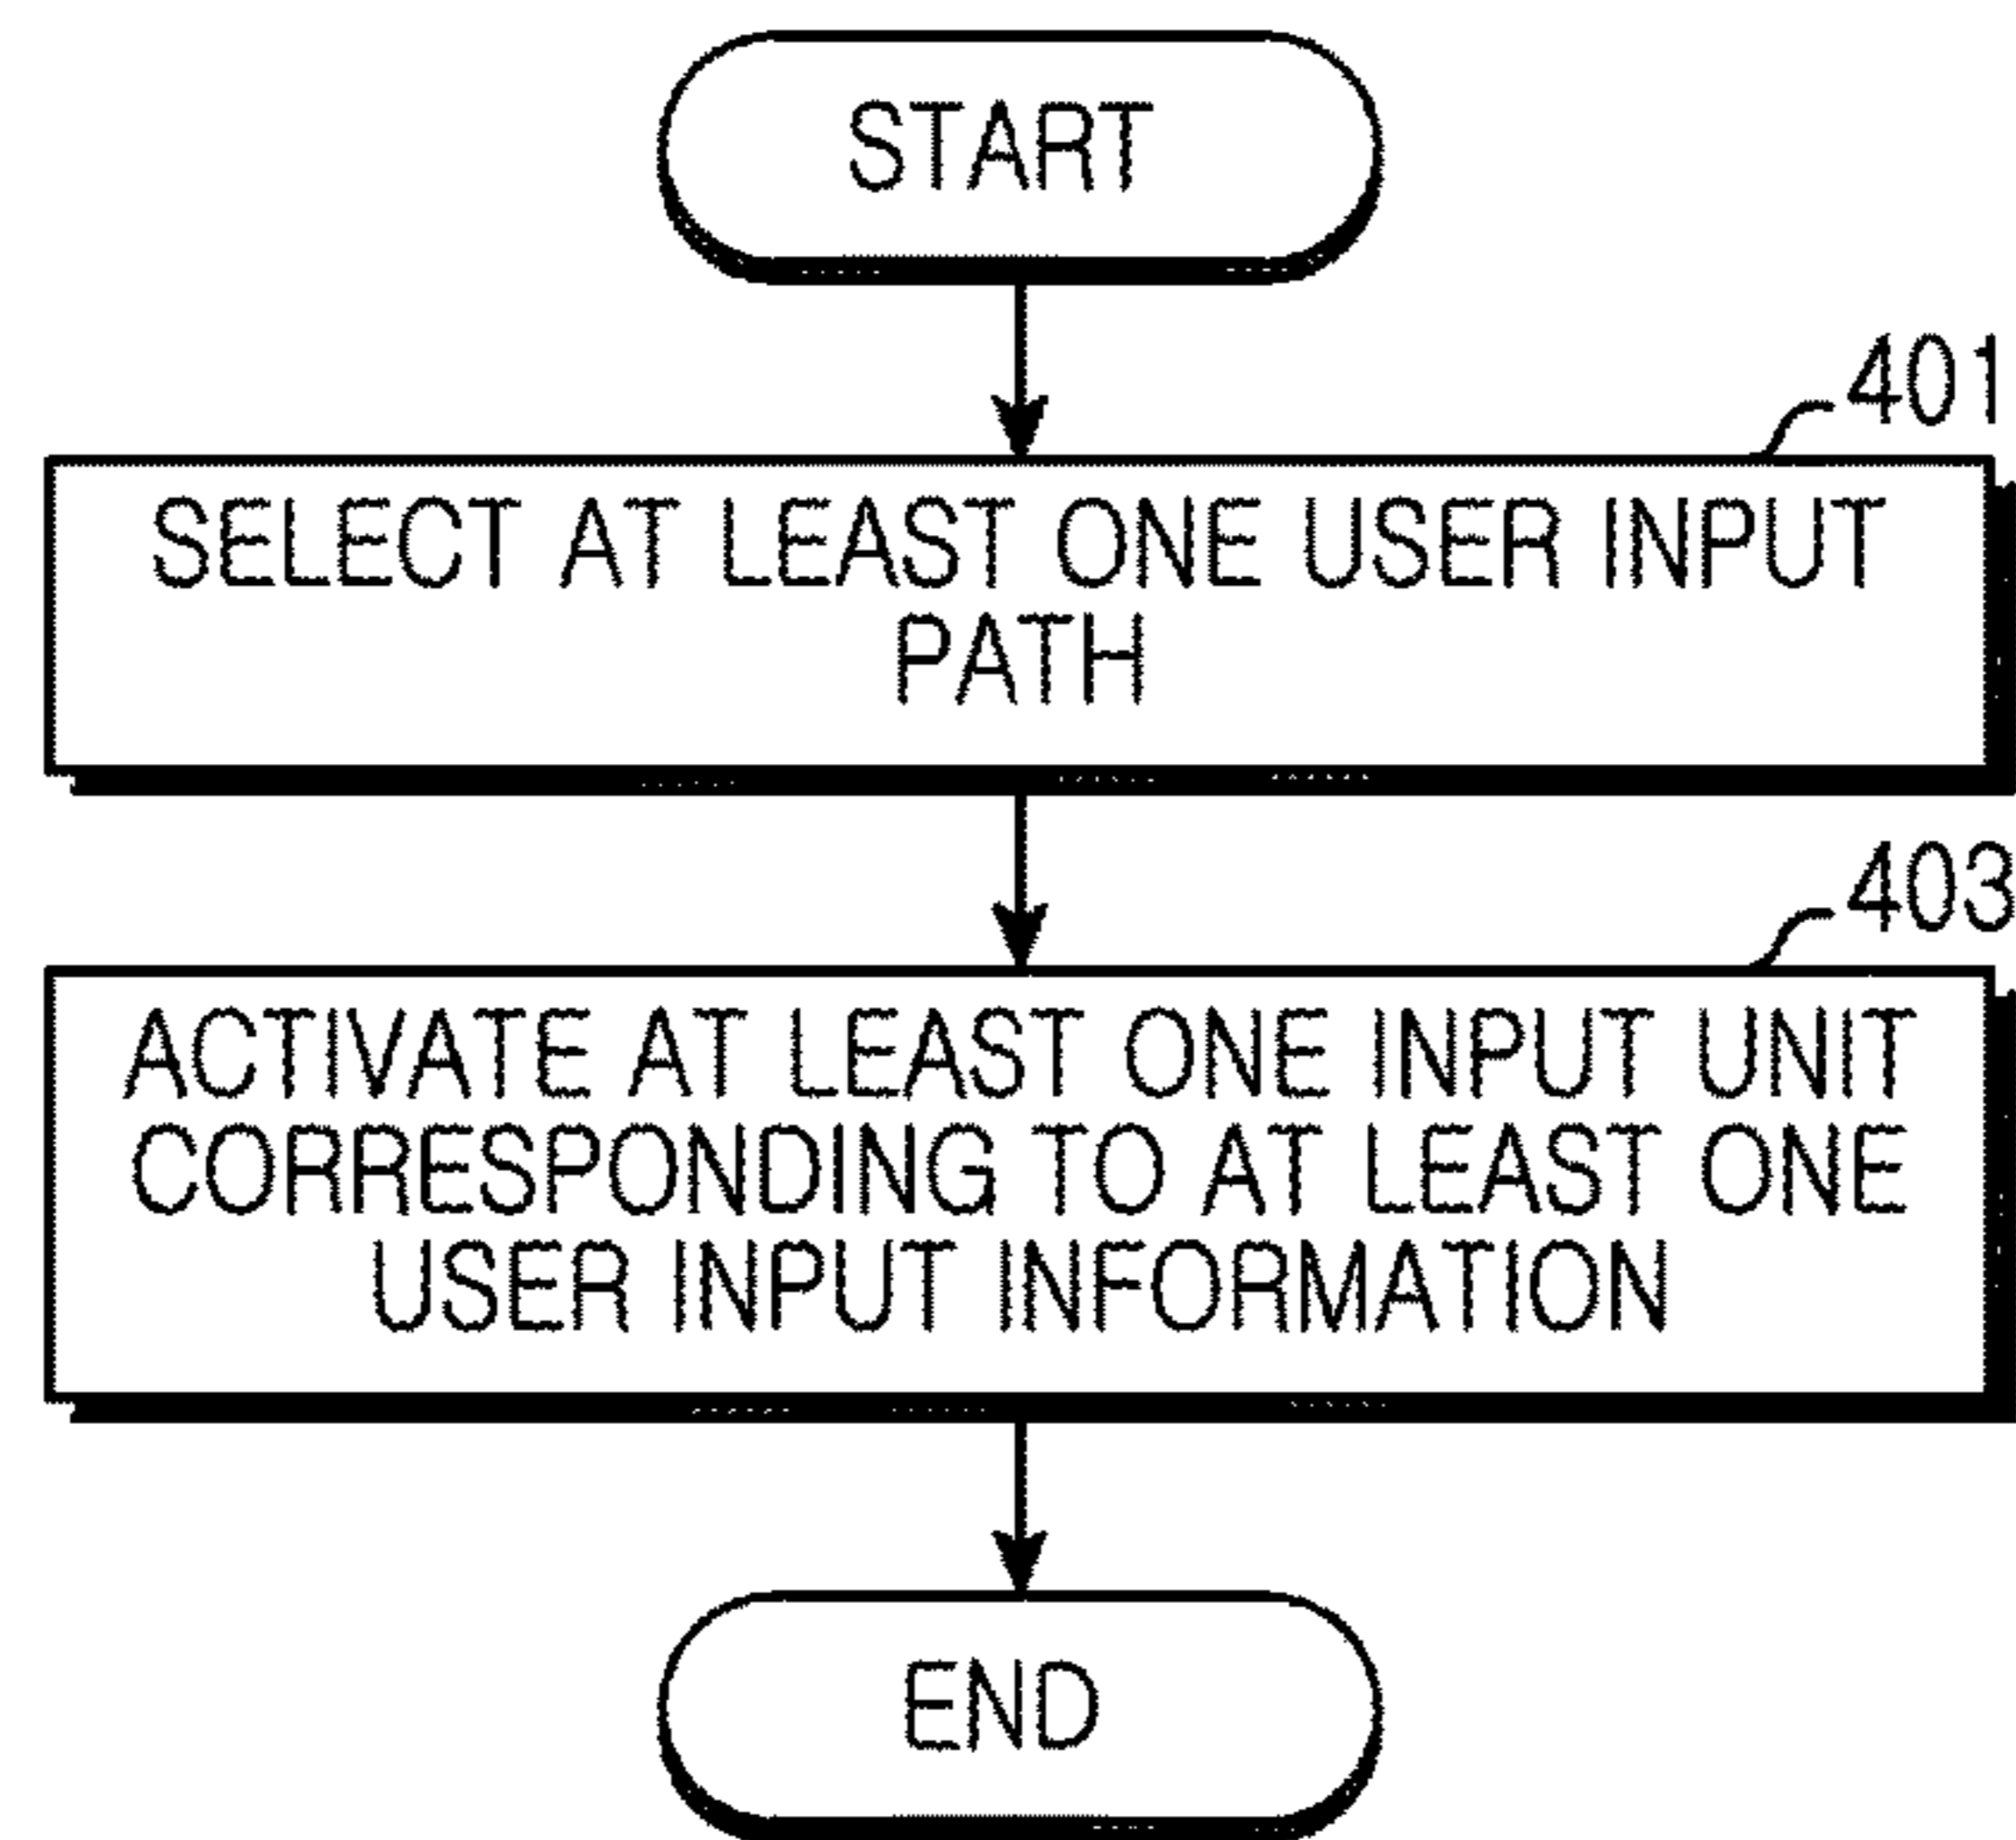 START
401
SELECT AT LEAST ONE USER INPUT
PATH
403
ACTIVATE AT LEAST ONE INPUT UNIT
CORRESPONDING TO AT LEAST ONE
USER INPUT INFORMATION
END